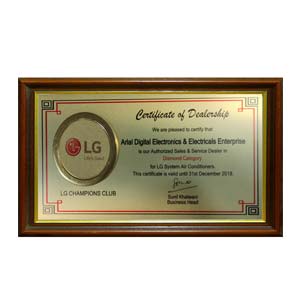 Certificate of Dealership
We are pleased to certify that
Arlal Digital Electronics & Electricals Enterprise
is our Authorized Sales & Service Dealer in
Diamond Category
for LG System Air Conditioners.
This certificate is valid until 31st December 2018.
LG
Life's Good
LG CHAMPIONS CLUB
Sunil Khatwani
Business Head